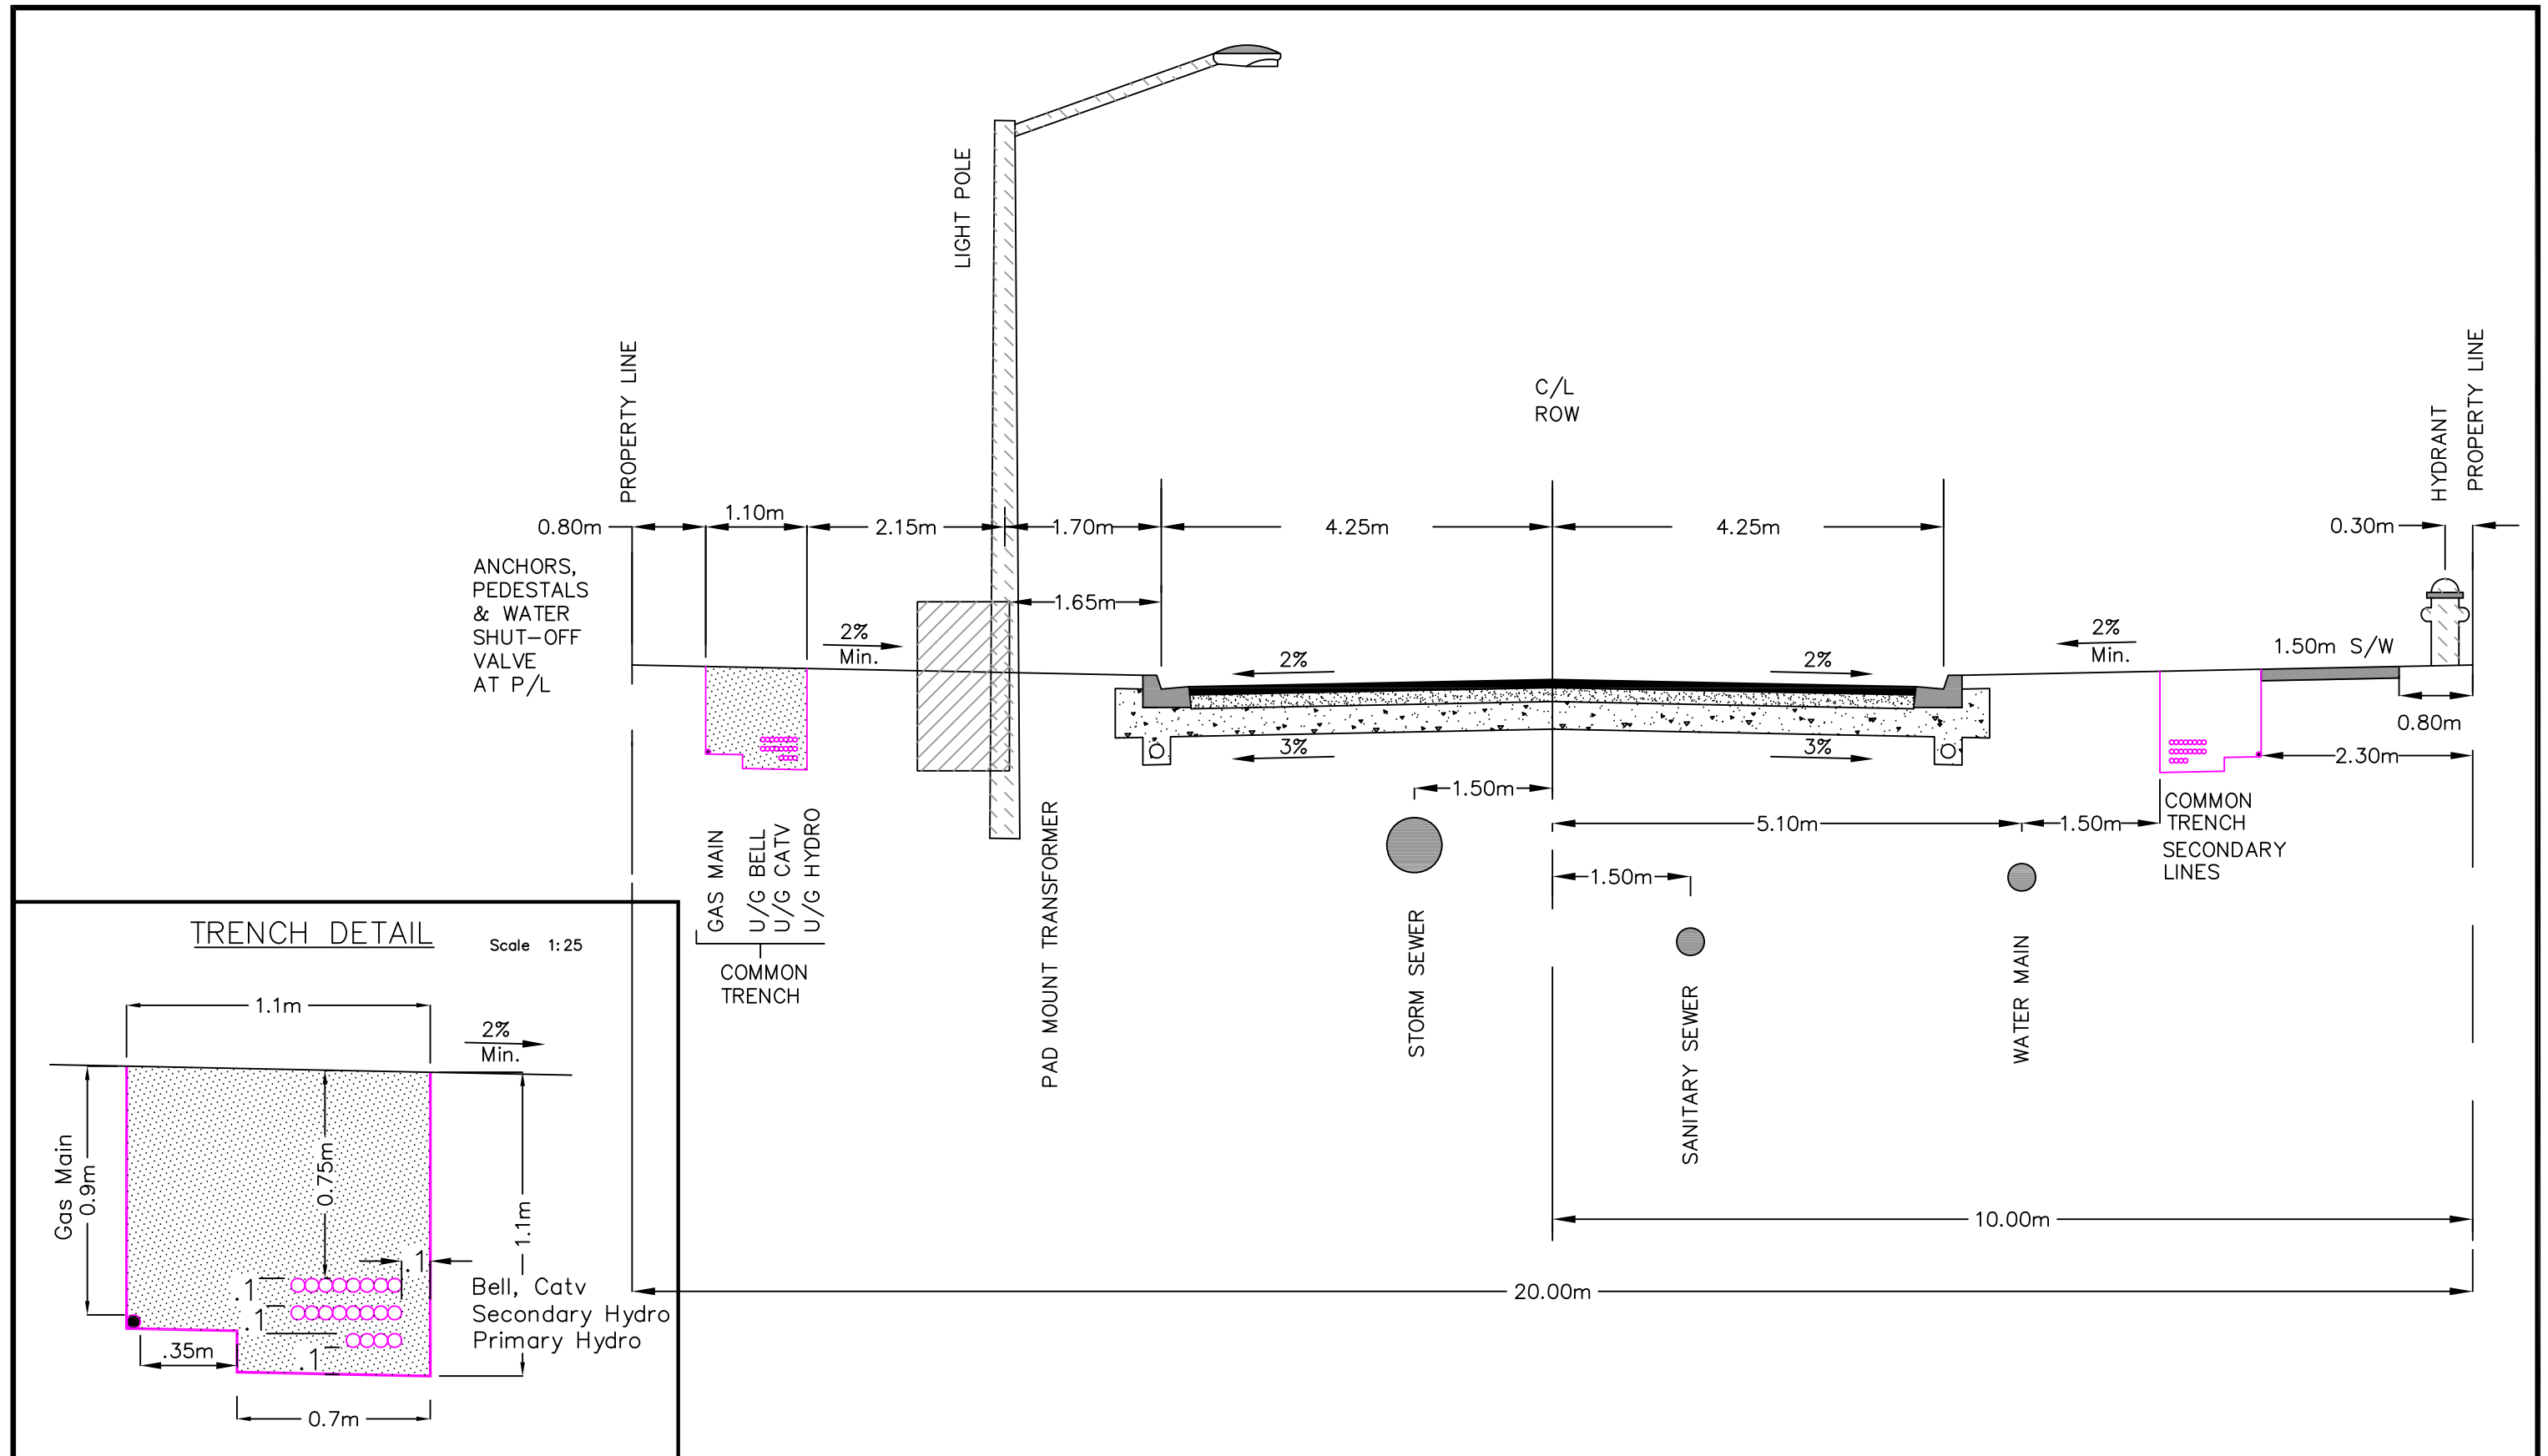 LIGHT POLE
PROPERTY LINE
C/L
ROW
HYDRANT
PROPERTY LINE
0.80m
1.10m
2.15m
1.70m
4.25m
4.25m
0.30m
ANCHORS,
PEDESTALS
& WATER
SHUT-OFF
VALVE
AT P/L
1.65m
2%
Min.
2%
2%
2%
Min.
1.50m S/W
0.80m
3%
3%
2.30m
1.50m
5.10m
1.50m
COMMON
TRENCH
SECONDARY
LINES
1.50m
GAS MAIN
U/G BELL
U/G CATV
U/G HYDRO
COMMON
TRENCH
PAD MOUNT TRANSFORMER
STORM SEWER
SANITARY SEWER
WATER MAIN
10.00m
20.00m
TRENCH DETAIL
Scale 1:25
1.1m
2%
Min.
Gas Main
0.9m
0.75m
1.1m
.1
.1
.1
.1
Bell, Catv
Secondary Hydro
Primary Hydro
.35m
0.7m